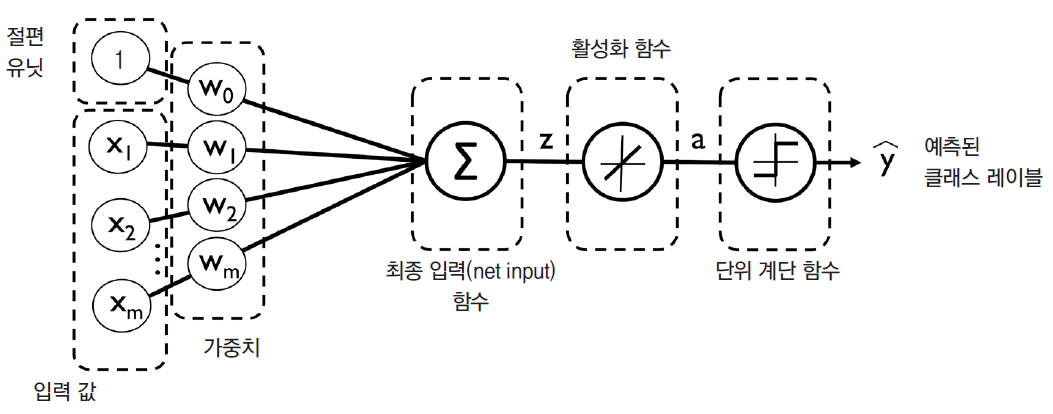 절편
유닛
1
x1
x2
xm
입력 값
w0
w1
w2
wm
가중치
Σ
최종 입력(net input)
함수
z
활성화 함수
a
단위 계단 함수
ŷ
예측된
클래스 레이블